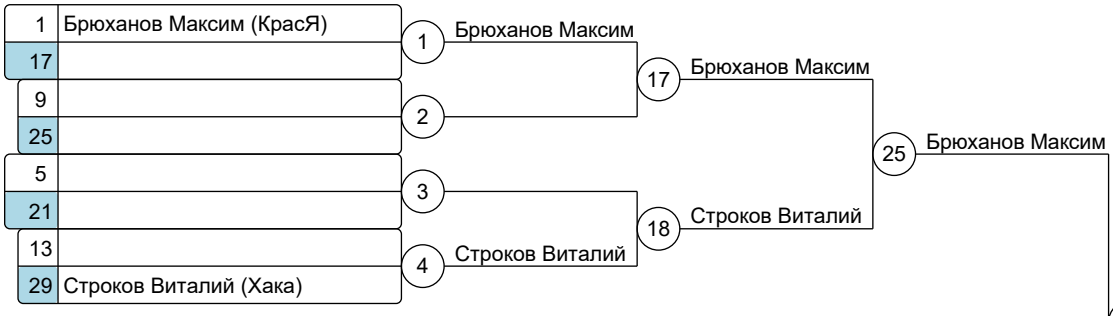 1 Брюханов Максим (КрасЯ)
17
9
25
5
21
13
29 Строков Виталий (Хака)
1
2
3
4
Брюханов Максим
Строков Виталий
17
18
Брюханов Максим
Строков Виталий
25
Брюханов Максим